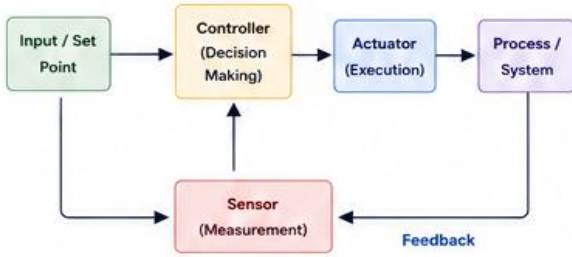 Input / Set
Point
Controller
(Decision
Making)
Actuator
(Execution)
Process /
System
Sensor
(Measurement)
Feedback